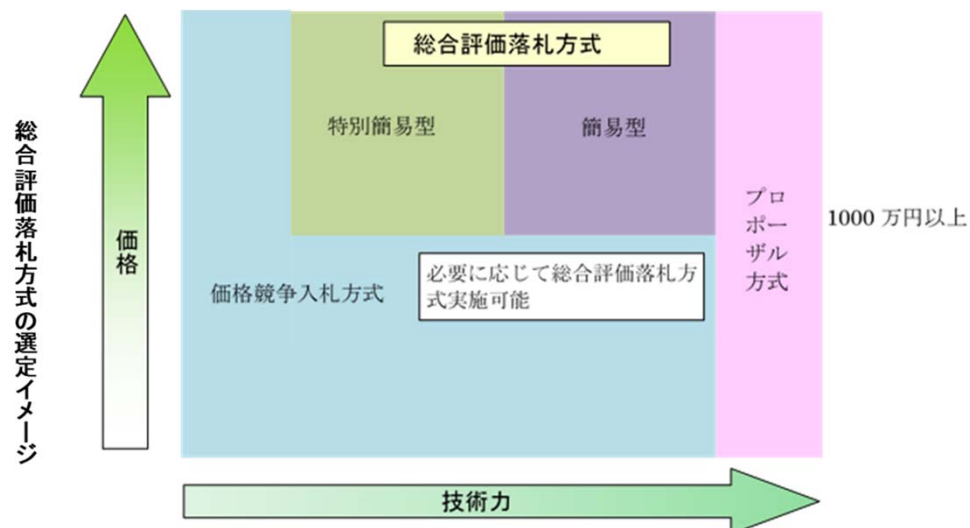 総合評価落札方式の選定イメージ
価格
総合評価落札方式
特別簡易型
簡易型
プロ
ポー
ザル
方式
1000 万円以上
価格競争入札方式
必要に応じて総合評価落札方
式実施可能
技術力